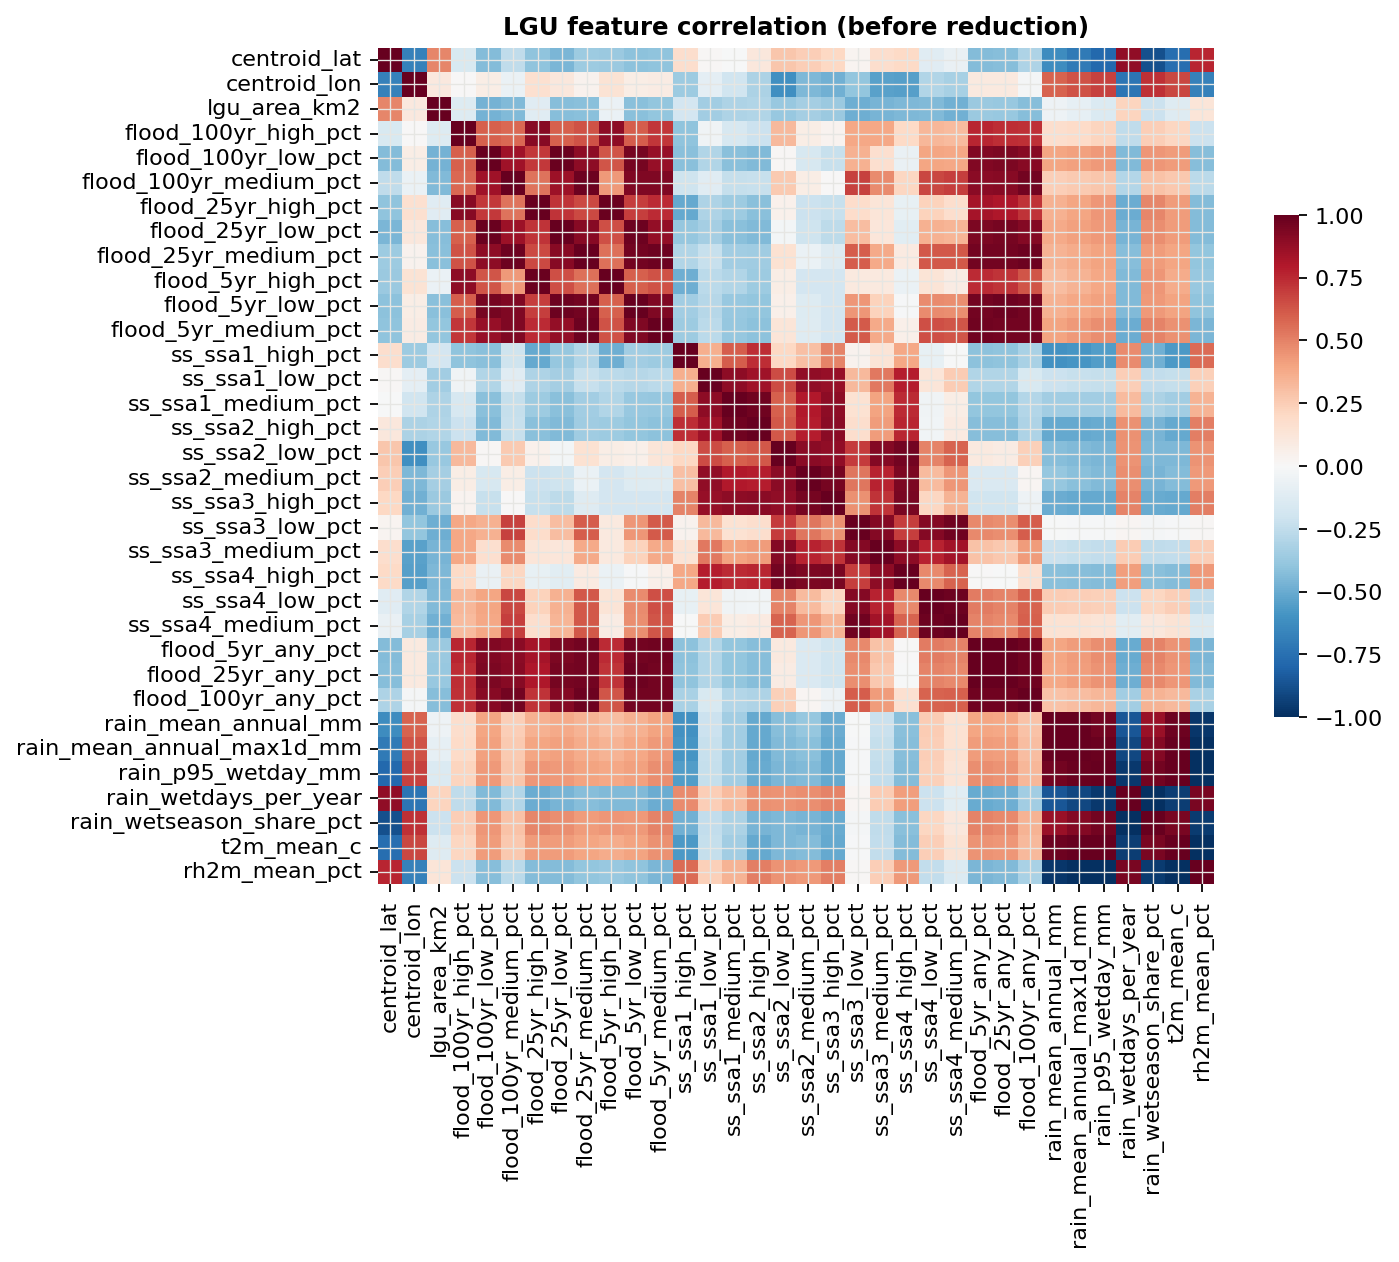 LGU feature correlation (before reduction)
centroid_lat
centroid_lon
lgu_area_km2
flood_100yr_high_pct
flood_100yr_low_pct
flood_100yr_medium_pct
flood_25yr_high_pct
flood_25yr_low_pct
flood_25yr_medium_pct
flood_5yr_high_pct
flood_5yr_low_pct
flood_5yr_medium_pct
ss_ssa1_high_pct
ss_ssa1_low_pct
ss_ssa1_medium_pct
ss_ssa2_high_pct
ss_ssa2_low_pct
ss_ssa2_medium_pct
ss_ssa3_high_pct
ss_ssa3_low_pct
ss_ssa3_medium_pct
ss_ssa4_high_pct
ss_ssa4_low_pct
ss_ssa4_medium_pct
flood_5yr_any_pct
flood_25yr_any_pct
flood_100yr_any_pct
rain_mean_annual_mm
rain_mean_annual_max1d_mm
rain_p95_wetday_mm
rain_wetdays_per_year
rain_wetseason_share_pct
t2m_mean_c
rh2m_mean_pct
centroid_lat
centroid_lon
lgu_area_km2
flood_100yr_high_pct
flood_100yr_low_pct
flood_100yr_medium_pct
flood_25yr_high_pct
flood_25yr_low_pct
flood_25yr_medium_pct
flood_5yr_high_pct
flood_5yr_low_pct
flood_5yr_medium_pct
ss_ssa1_high_pct
ss_ssa1_low_pct
ss_ssa1_medium_pct
ss_ssa2_high_pct
ss_ssa2_low_pct
ss_ssa2_medium_pct
ss_ssa3_high_pct
ss_ssa3_low_pct
ss_ssa3_medium_pct
ss_ssa4_high_pct
ss_ssa4_low_pct
ss_ssa4_medium_pct
flood_5yr_any_pct
flood_25yr_any_pct
flood_100yr_any_pct
rain_mean_annual_mm
rain_mean_annual_max1d_mm
rain_p95_wetday_mm
rain_wetdays_per_year
rain_wetseason_share_pct
t2m_mean_c
rh2m_mean_pct
1.00
0.75
0.50
0.25
0.00
−0.25
−0.50
−0.75
−1.00